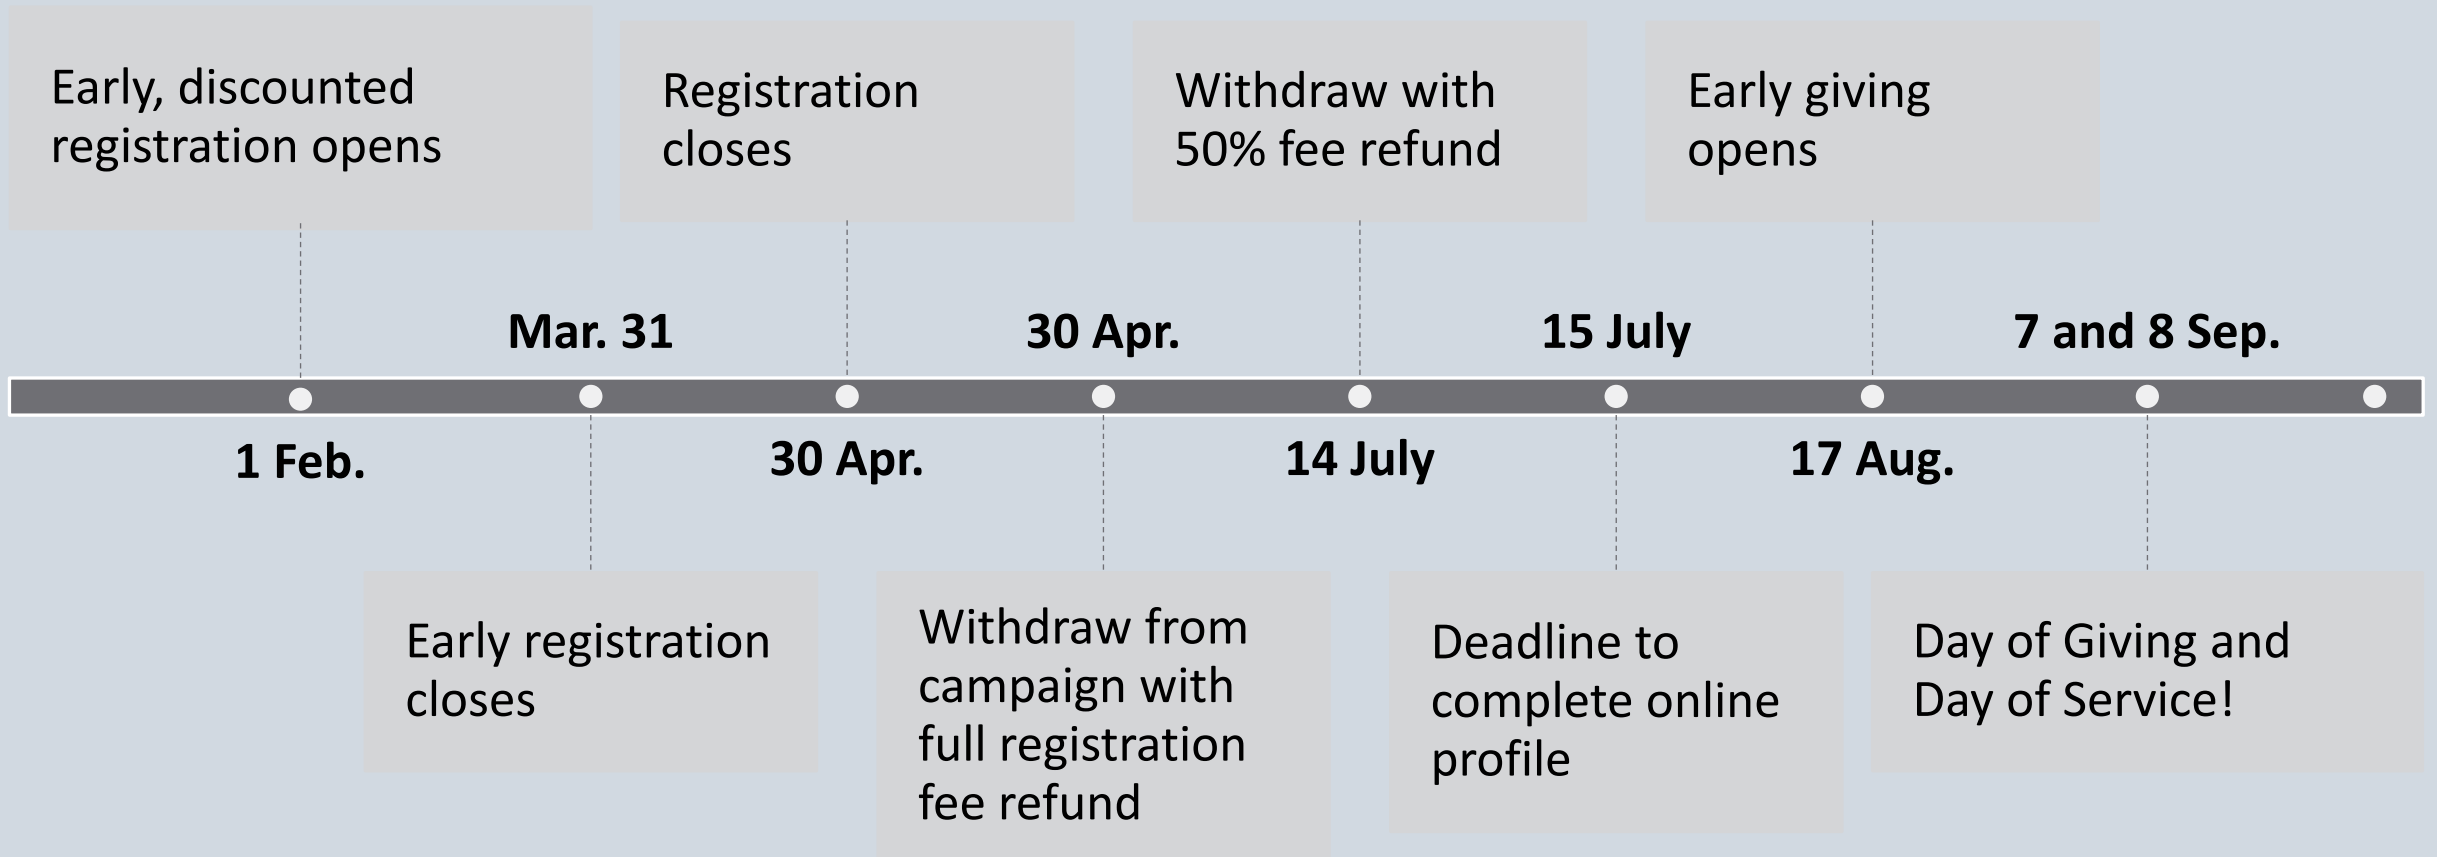 Early, discounted
registration opens
Registration
closes
Withdraw with
50% fee refund
Early giving
opens
Mar. 31
30 Apr.
15 July
7 and 8 Sep.
1 Feb.
30 Apr.
14 July
17 Aug.
Early registration
closes
Withdraw from
campaign with
full registration
fee refund
Deadline to
complete online
profile
Day of Giving and
Day of Service!